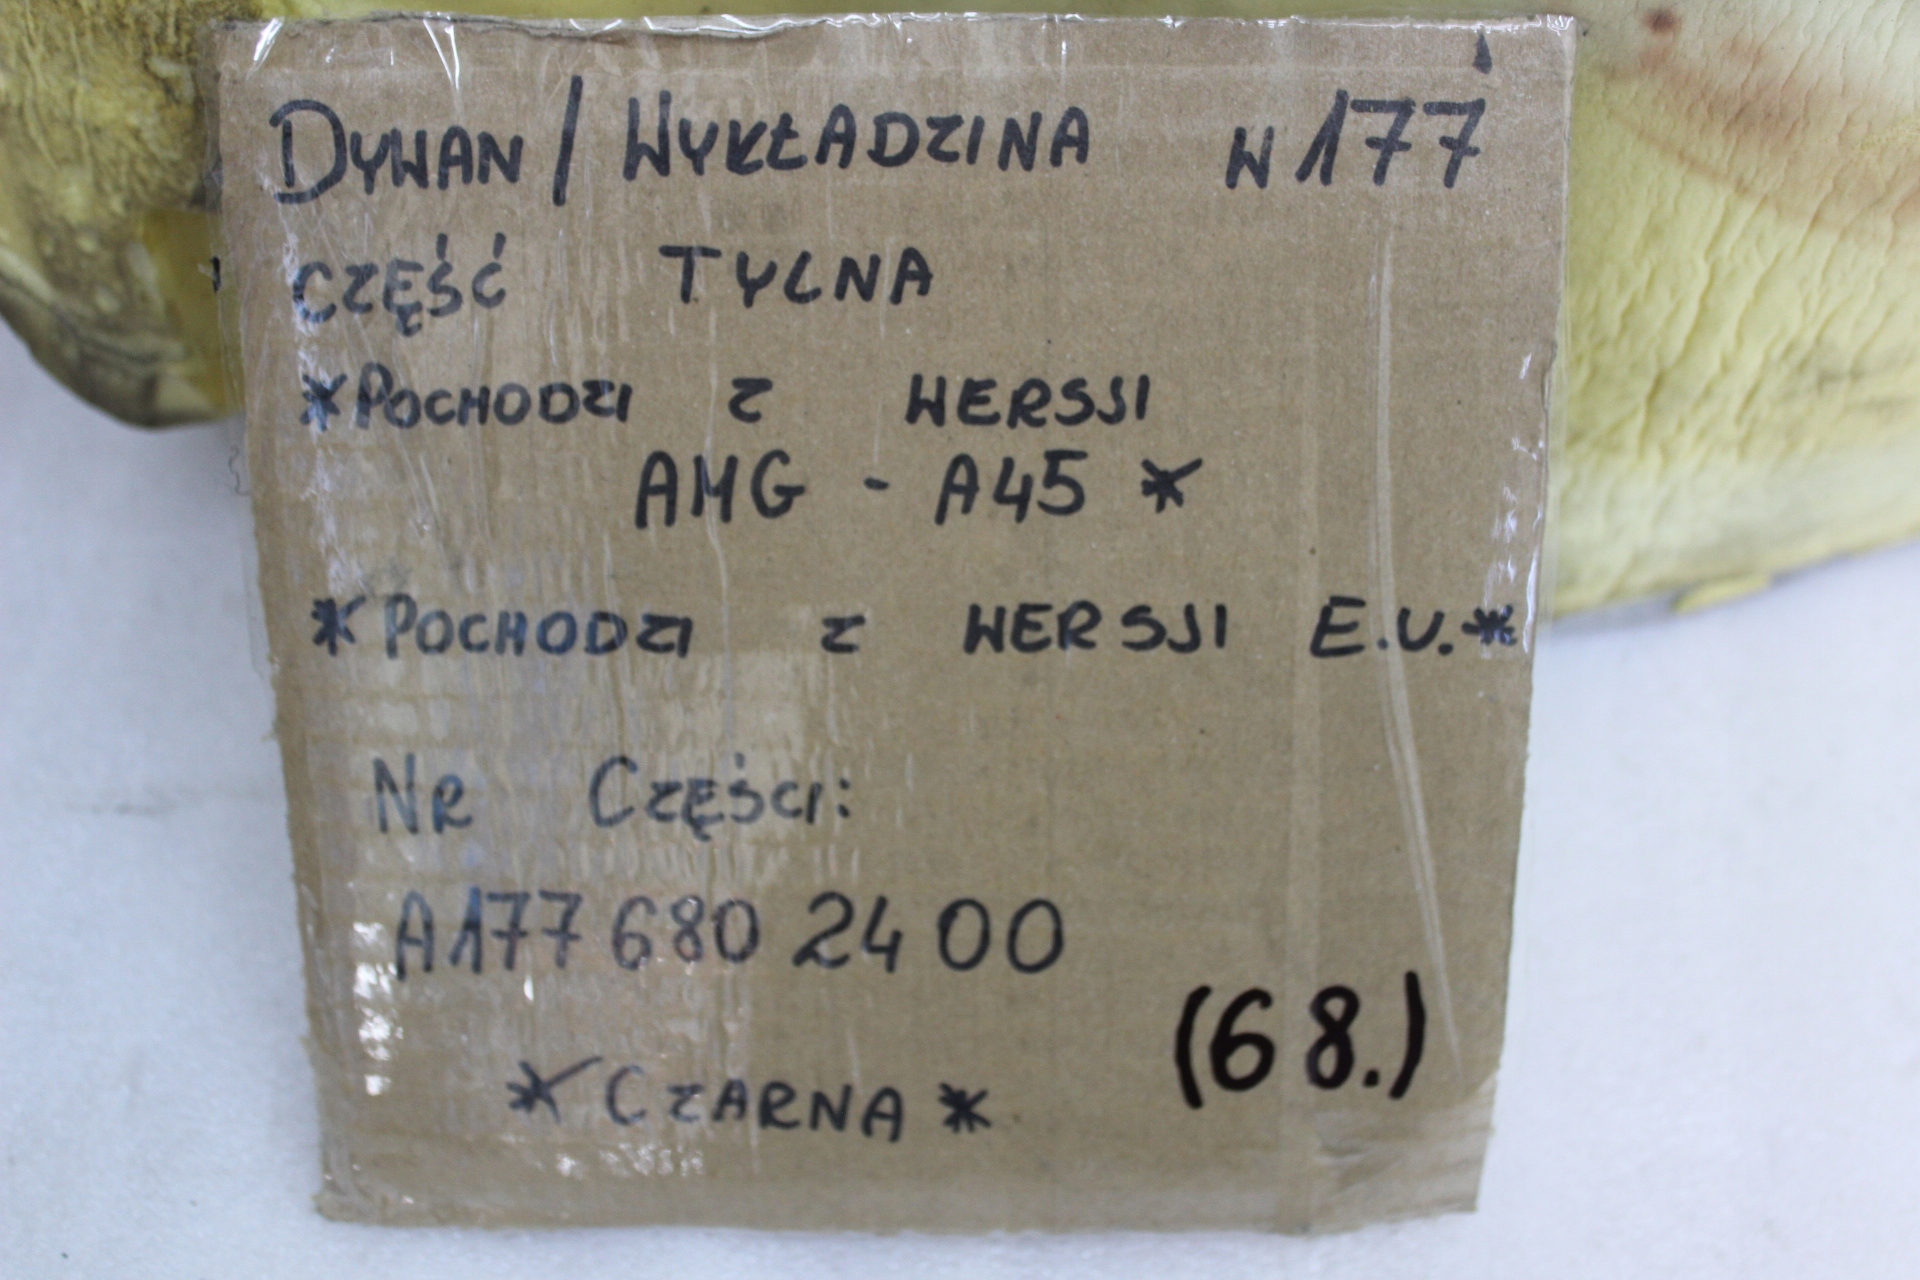 DYWAN / WYKŁADZINA W177
CZĘŚĆ TYLNA
*POCHODZI Z WERSJI
AMG - A45 *
*POCHODZI Z WERSJI E.U.*
NR CZĘŚCI:
A177 680 24 00
(68.)
*CZARNA*